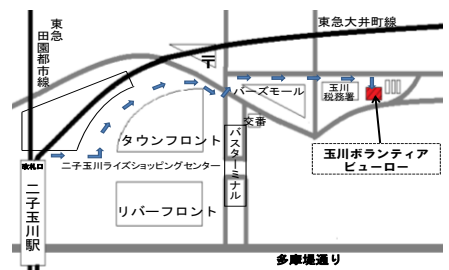 東急
田園都市線
東急大井町線
〒
バーズモール
玉川
税務署
交番
タウンフロント
バスターミナル
玉川ボランティア
ビューロー
改札口
二子玉川ライズショッピングセンター
二子玉川駅
リバーフロント
多摩堤通り